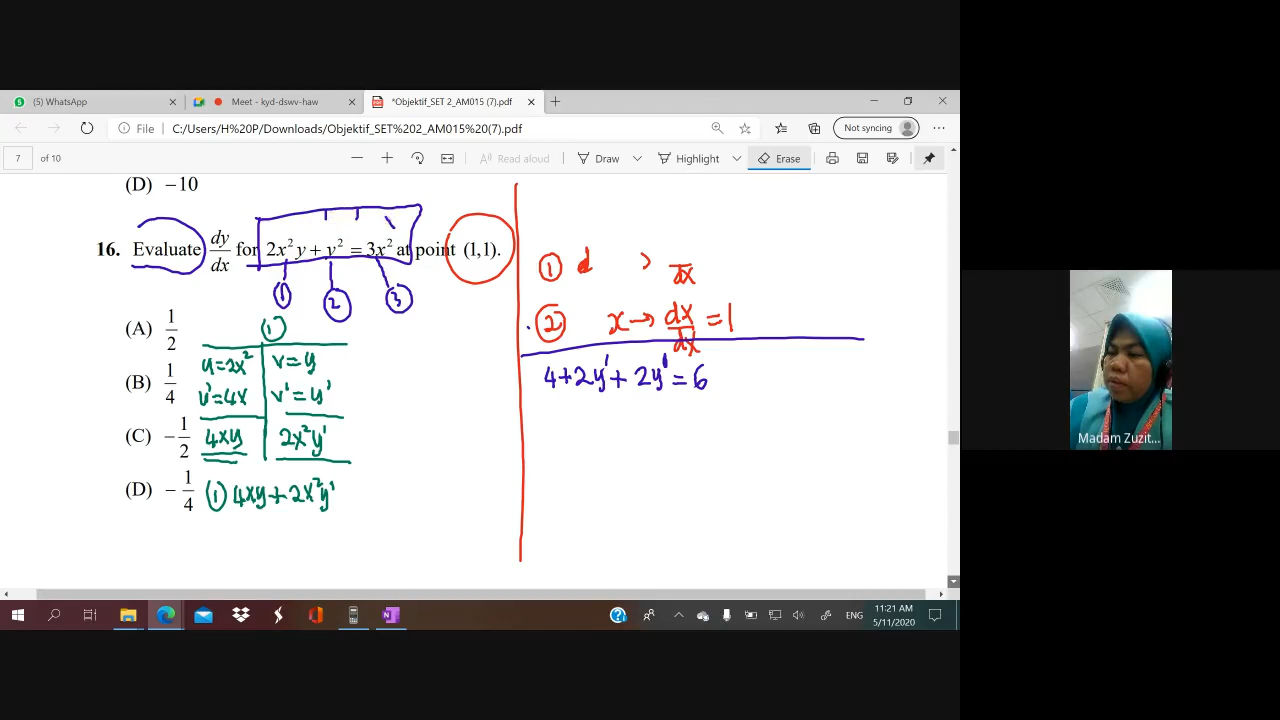 (5) WhatsApp
Meet - kyd-dswv-haw
*Objektif_SET 2_AM015 (7).pdf
File
C:/Users/H%20P/Downloads/Objektif_SET%202_AM015%20(7).pdf
Not syncing
7 of 10
Read aloud
Draw
Highlight
Erase
(D) −10
16. Evaluate dy/dx for 2x²y + y² = 3x² at point (1,1).
① ② ③
(A) 1/2
(B) 1/4
(C) −1/2
(D) −1/4
①
u=2x² v=y
u'=4x v'=y'
4xy 2x²y'
① 4xy+2x²y'
① d dx
② x→ dx/dx =1
4+2y'+2y'=6
Madam Zuzit...
ENG
11:21 AM
5/11/2020